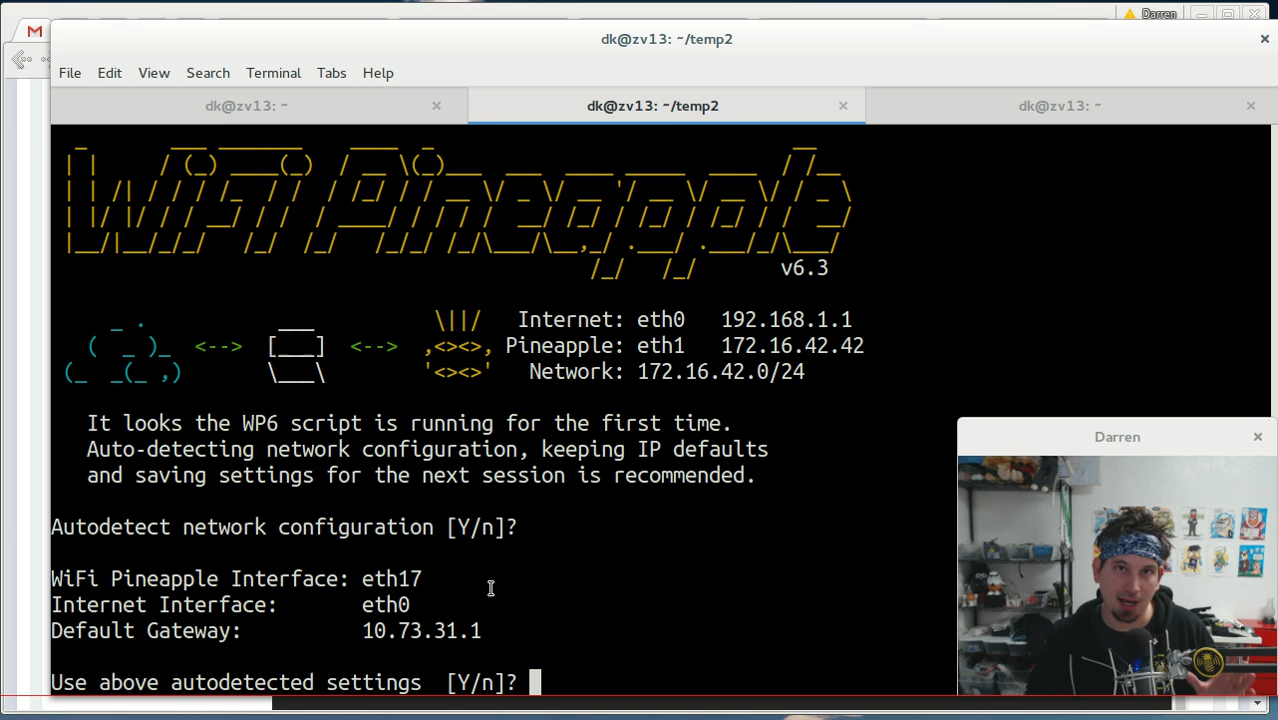 Darren
dk@zv13: ~/temp2
File Edit View Search Terminal Tabs Help
dk@zv13: ~
dk@zv13: ~/temp2
dk@zv13: ~
WiFi Pineapple
v6.3
Internet: eth0 192.168.1.1
Pineapple: eth1 172.16.42.42
Network: 172.16.42.0/24
It looks the WP6 script is running for the first time.
Auto-detecting network configuration, keeping IP defaults
and saving settings for the next session is recommended.
Autodetect network configuration [Y/n]?
WiFi Pineapple Interface: eth17
Internet Interface: eth0
Default Gateway: 10.73.31.1
Use above autodetected settings [Y/n]?
Darren